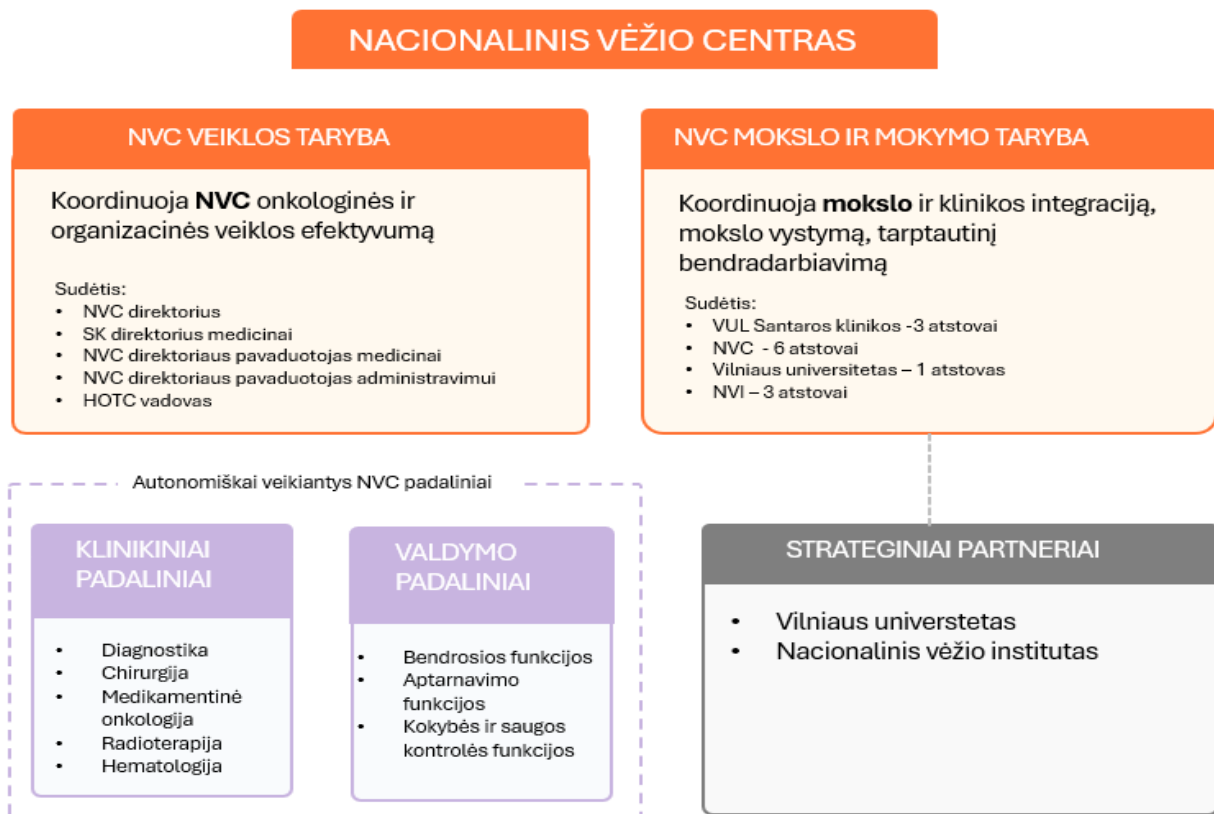 NACIONALINIS VĖŽIO CENTRAS
NVC VEIKLOS TARYBA
Koordinuoja NVC onkologinės ir
organizacinės veiklos efektyvumą
Sudėtis:
• NVC direktorius
• SK direktorius medicinai
• NVC direktoriaus pavaduotojas medicinai
• NVC direktoriaus pavaduotojas administravimui
• HOTC vadovas
NVC MOKSLO IR MOKYMO TARYBA
Koordinuoja mokslo ir klinikos integraciją,
mokslo vystymą, tarptautinį
bendradarbiavimą
Sudėtis:
• VUL Santaros klinikos -3 atstovai
• NVC - 6 atstovai
• Vilniaus universitetas – 1 atstovas
• NVI – 3 atstovai
Autonomiškai veikiantys NVC padaliniai
KLINIKINIAI
PADALINIAI
• Diagnostika
• Chirurgija
• Medikamentinė
onkologija
• Radioterapija
• Hematologija
VALDYMO
PADALINIAI
• Bendrosios funkcijos
• Aptarnavimo
funkcijos
• Kokybės ir saugos
kontrolės funkcijos
STRATEGINIAI PARTNERIAI
• Vilniaus universtetas
• Nacionalinis vėžio institutas